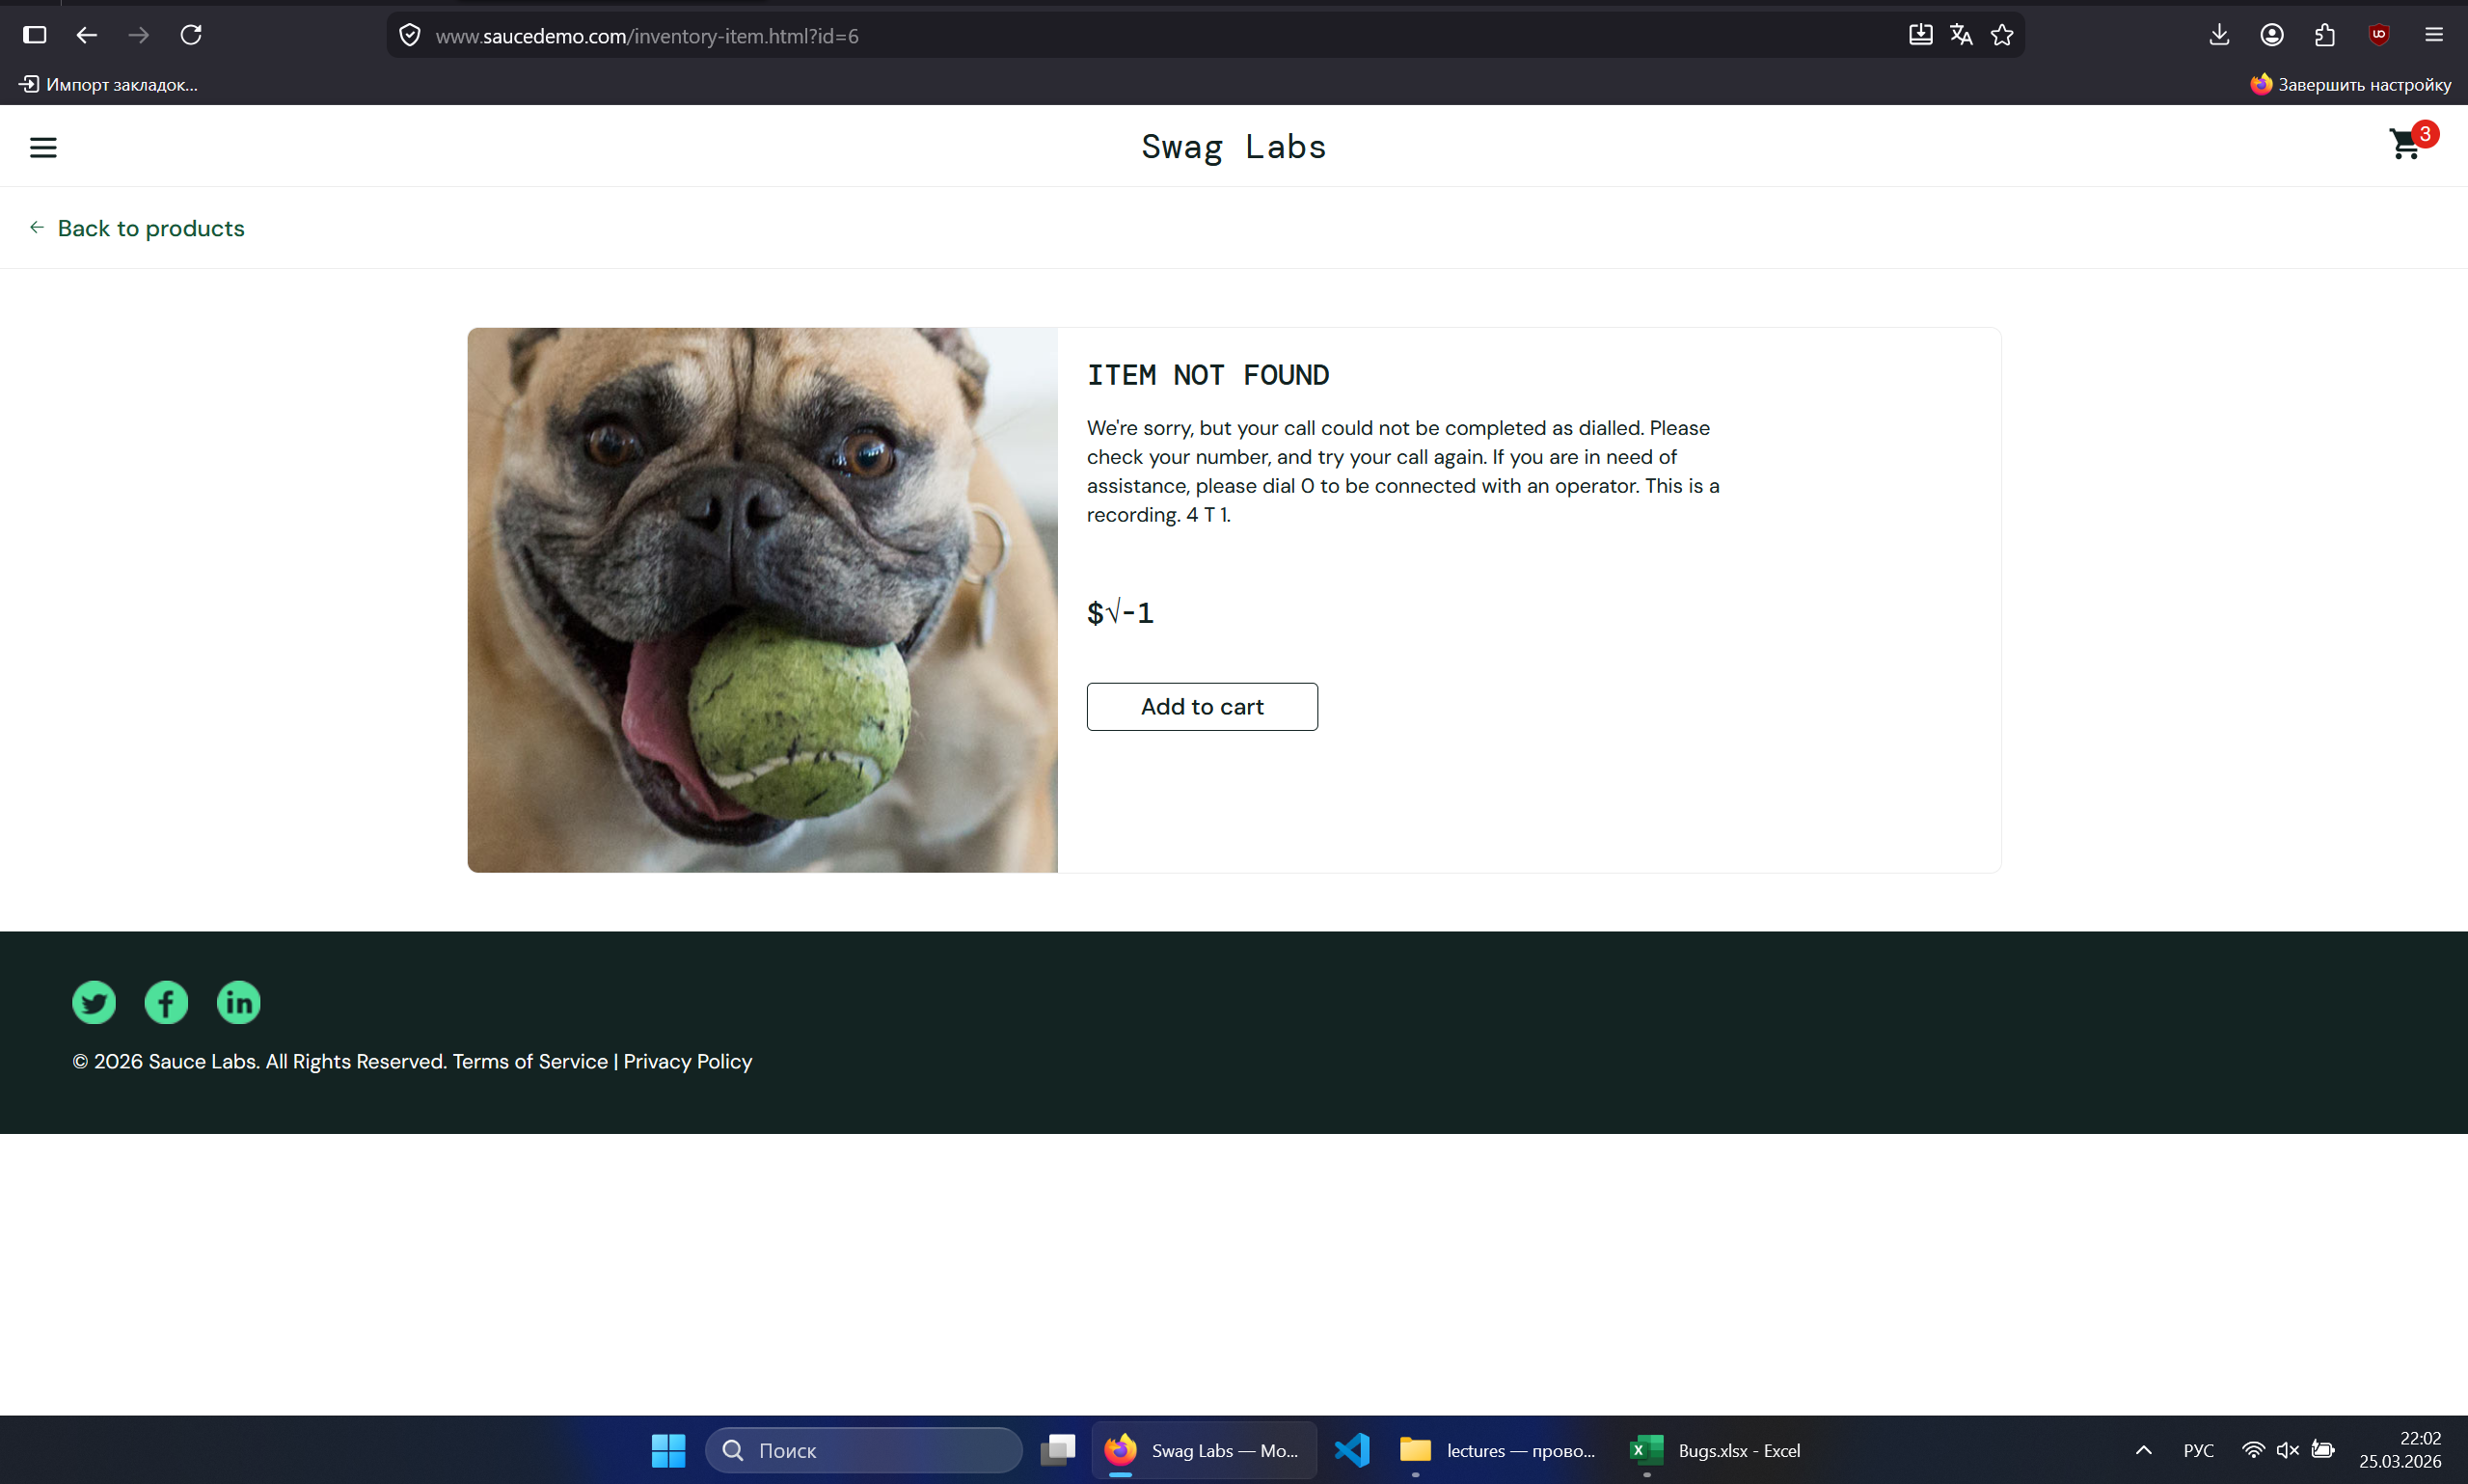 www.saucedemo.com/inventory-item.html?id=6
Импорт закладок...
Завершить настройку
Swag Labs
3
Back to products
ITEM NOT FOUND
We're sorry, but your call could not be completed as dialled. Please
check your number, and try your call again. If you are in need of
assistance, please dial 0 to be connected with an operator. This is a
recording. 4 T 1.
$√-1
Add to cart
© 2026 Sauce Labs. All Rights Reserved. Terms of Service | Privacy Policy
Поиск
Swag Labs — Mo...
lectures — прово...
Bugs.xlsx - Excel
РУС
22:02
25.03.2026